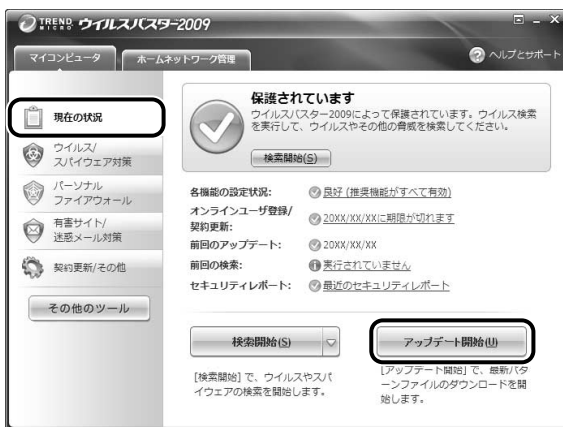 TREND MICRO ウイルスバスター2009
マイコンピュータ
ホームネットワーク管理
ヘルプとサポート
現在の状況
ウイルス/
スパイウェア対策
パーソナル
ファイアウォール
有害サイト/
迷惑メール対策
契約更新/その他
その他のツール
保護されています
ウイルスバスター2009によって保護されています。ウイルス検索
を実行して、ウイルスやその他の脅威を検索してください。
検索開始(S)
各機能の設定状況: 良好 (推奨機能がすべて有効)
オンラインユーザ登録/
契約更新: 20XX/XX/XXに期限が切れます
前回のアップデート: 20XX/XX/XX
前回の検索: 実行されていません
セキュリティレポート: 最近のセキュリティレポート
検索開始(S)
[検索開始] で、ウイルスやスパ
イウェアの検索を開始します。
アップデート開始(U)
[アップデート開始] で、最新パタ
ーンファイルのダウンロードを開
始します。